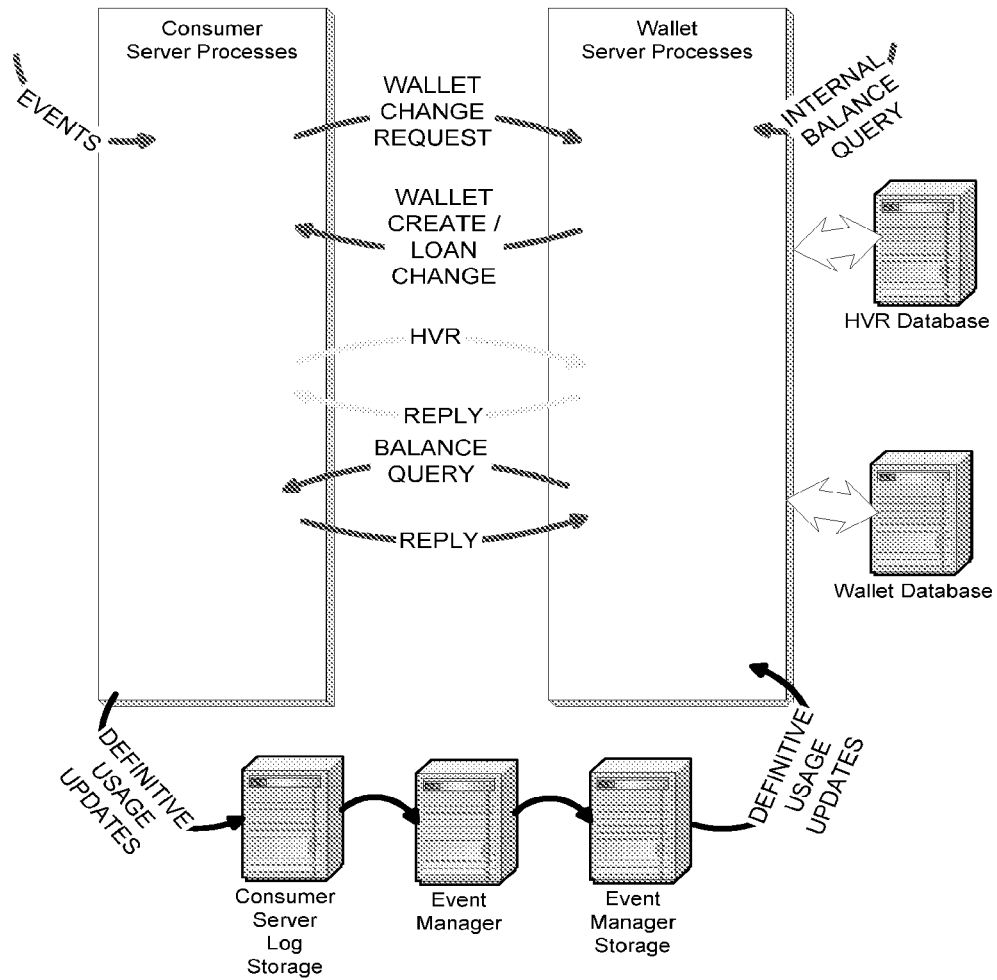 Consumer
Server Processes
Wallet
Server Processes
EVENTS
WALLET
CHANGE
REQUEST
INTERNAL
BALANCE
QUERY
WALLET
CREATE /
LOAN
CHANGE
HVR Database
HVR
REPLY
BALANCE
QUERY
REPLY
Wallet Database
DEFINITIVE
USAGE
UPDATES
DEFINITIVE
USAGE
UPDATES
Consumer
Server
Log
Storage
Event
Manager
Event
Manager
Storage